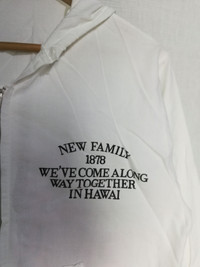 NEW FAMILY
1878
WE'VE COME ALONG
WAY TOGETHER
IN HAWAI